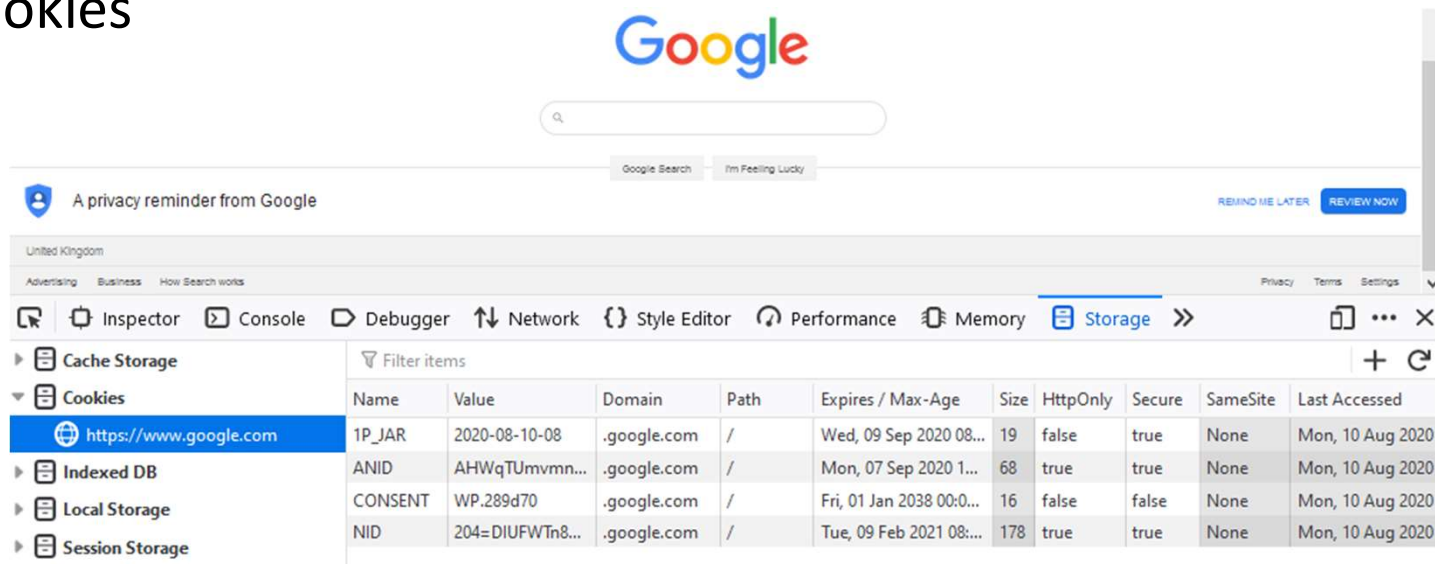 okies
Google
Google Search I'm Feeling Lucky
A privacy reminder from Google REMIND ME LATER REVIEW NOW
United Kingdom
Advertising Business How Search works Privacy Terms Settings
Inspector Console Debugger Network Style Editor Performance Memory Storage
Cache Storage Filter items
Cookies Name Value Domain Path Expires / Max-Age Size HttpOnly Secure SameSite Last Accessed
https://www.google.com 1P_JAR 2020-08-10-08 .google.com / Wed, 09 Sep 2020 08... 19 false true None Mon, 10 Aug 2020
Indexed DB ANID AHWqTUmvmn... .google.com / Mon, 07 Sep 2020 1... 68 true true None Mon, 10 Aug 2020
Local Storage CONSENT WP.289d70 .google.com / Fri, 01 Jan 2038 00:0... 16 false false None Mon, 10 Aug 2020
Session Storage NID 204=DIUFWTn8... .google.com / Tue, 09 Feb 2021 08:... 178 true true None Mon, 10 Aug 2020